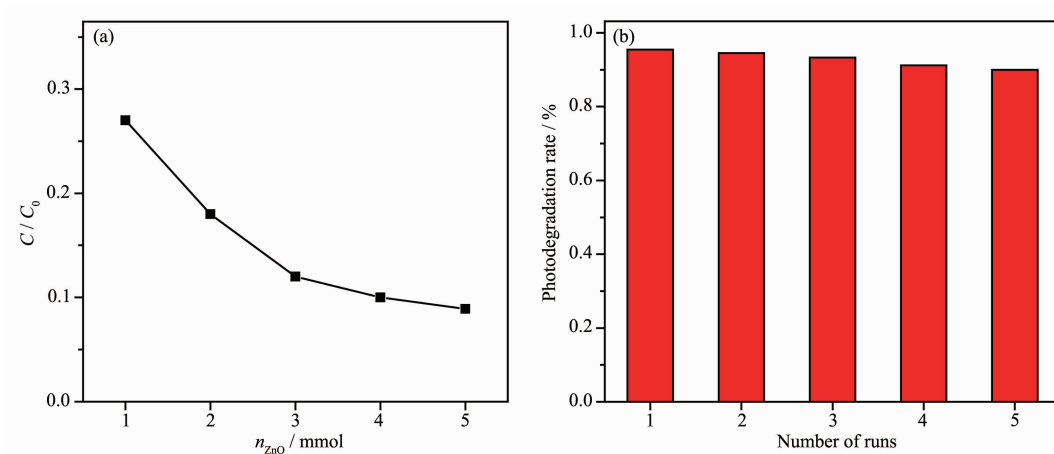 (a)
0.3
0.2
0.1
0.0
C / C₀
1 2 3 4 5
n_ZnO / mmol
(b)
1.0
0.8
0.6
0.4
0.2
0.0
Photodegradation rate / %
1 2 3 4 5
Number of runs